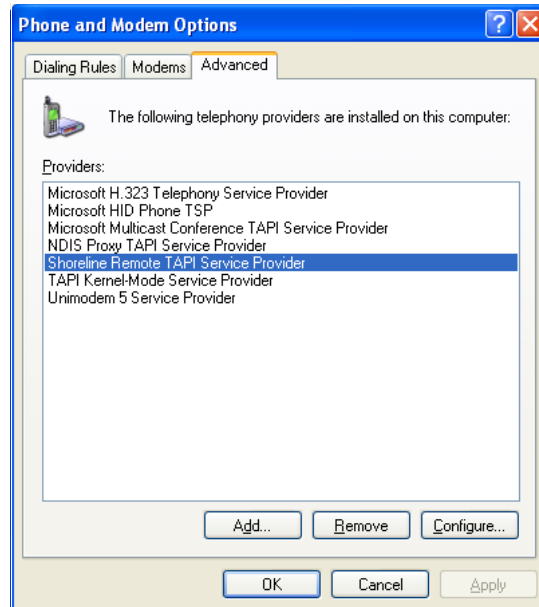 Phone and Modem Options
Dialing Rules Modems Advanced
The following telephony providers are installed on this computer:
Providers:
Microsoft H.323 Telephony Service Provider
Microsoft HID Phone TSP
Microsoft Multicast Conference TAPI Service Provider
NDIS Proxy TAPI Service Provider
Shoreline Remote TAPI Service Provider
TAPI Kernel-Mode Service Provider
Unimodem 5 Service Provider
Add... Remove Configure...
OK Cancel Apply